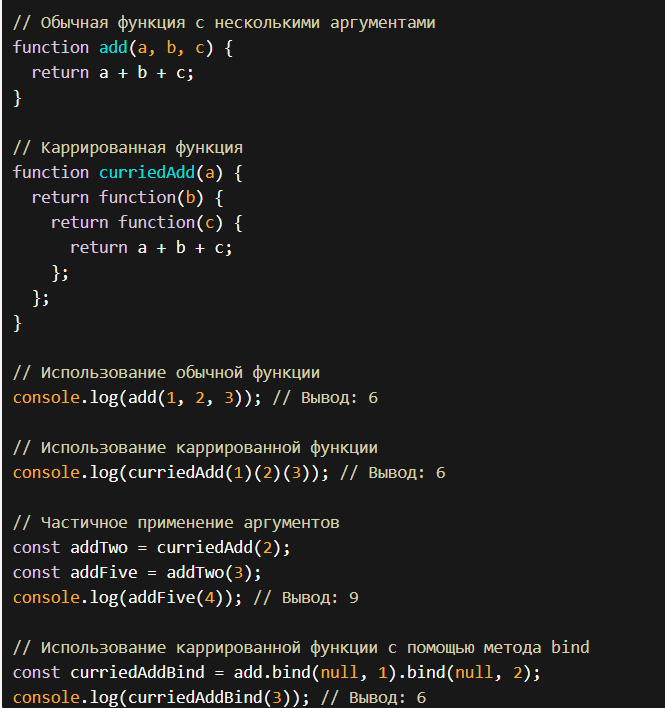 // Обычная функция с несколькими аргументами
function add(a, b, c) {
  return a + b + c;
}

// Каррированная функция
function curriedAdd(a) {
  return function(b) {
    return function(c) {
      return a + b + c;
    };
  };
}

// Использование обычной функции
console.log(add(1, 2, 3)); // Вывод: 6

// Использование каррированной функции
console.log(curriedAdd(1)(2)(3)); // Вывод: 6

// Частичное применение аргументов
const addTwo = curriedAdd(2);
const addFive = addTwo(3);
console.log(addFive(4)); // Вывод: 9

// Использование каррированной функции с помощью метода bind
const curriedAddBind = add.bind(null, 1).bind(null, 2);
console.log(curriedAddBind(3)); // Вывод: 6